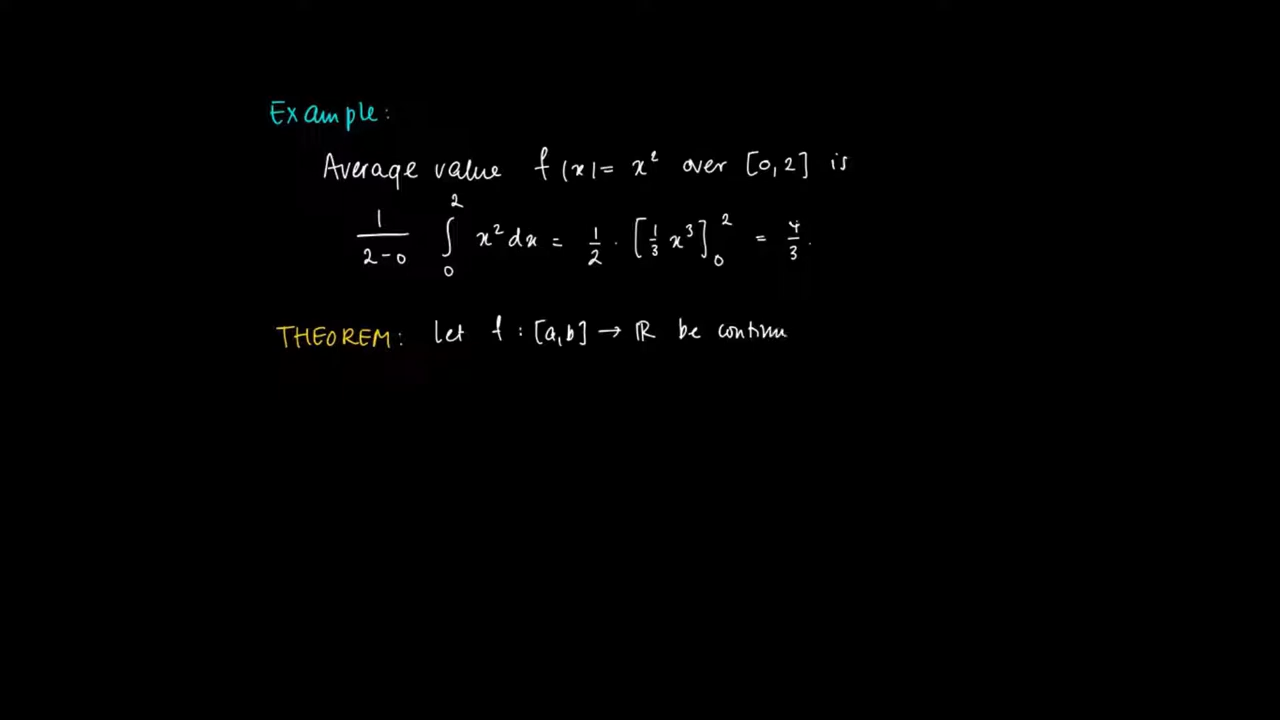 Example:
Average value f(x) = x² over [0,2] is
1/(2-0) ∫₀² x² dx = 1/2 · [1/3 x³]₀² = 4/3.
THEOREM: Let f : [a,b] → ℝ be continu